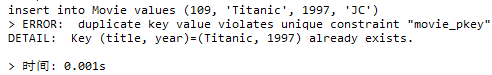 insert into Movie values (109, 'Titanic', 1997, 'JC')
> ERROR:  duplicate key value violates unique constraint "movie_pkey"
DETAIL:  Key (title, year)=(Titanic, 1997) already exists.
> 时间: 0.001s